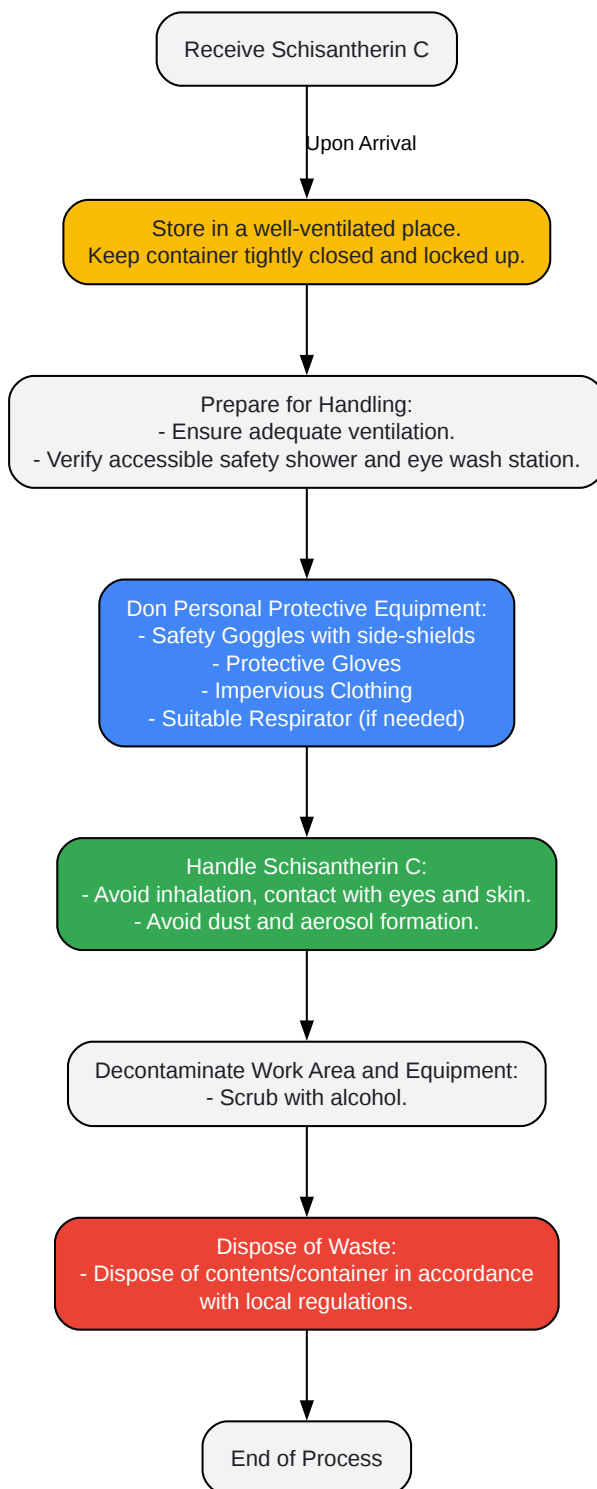 Receive Schisantherin C
Upon Arrival
Store in a well-ventilated place.
Keep container tightly closed and locked up.
Prepare for Handling:
- Ensure adequate ventilation.
- Verify accessible safety shower and eye wash station.
Don Personal Protective Equipment:
- Safety Goggles with side-shields
- Protective Gloves
- Impervious Clothing
- Suitable Respirator (if needed)
Handle Schisantherin C:
- Avoid inhalation, contact with eyes and skin.
- Avoid dust and aerosol formation.
Decontaminate Work Area and Equipment:
- Scrub with alcohol.
Dispose of Waste:
- Dispose of contents/container in accordance
with local regulations.
End of Process